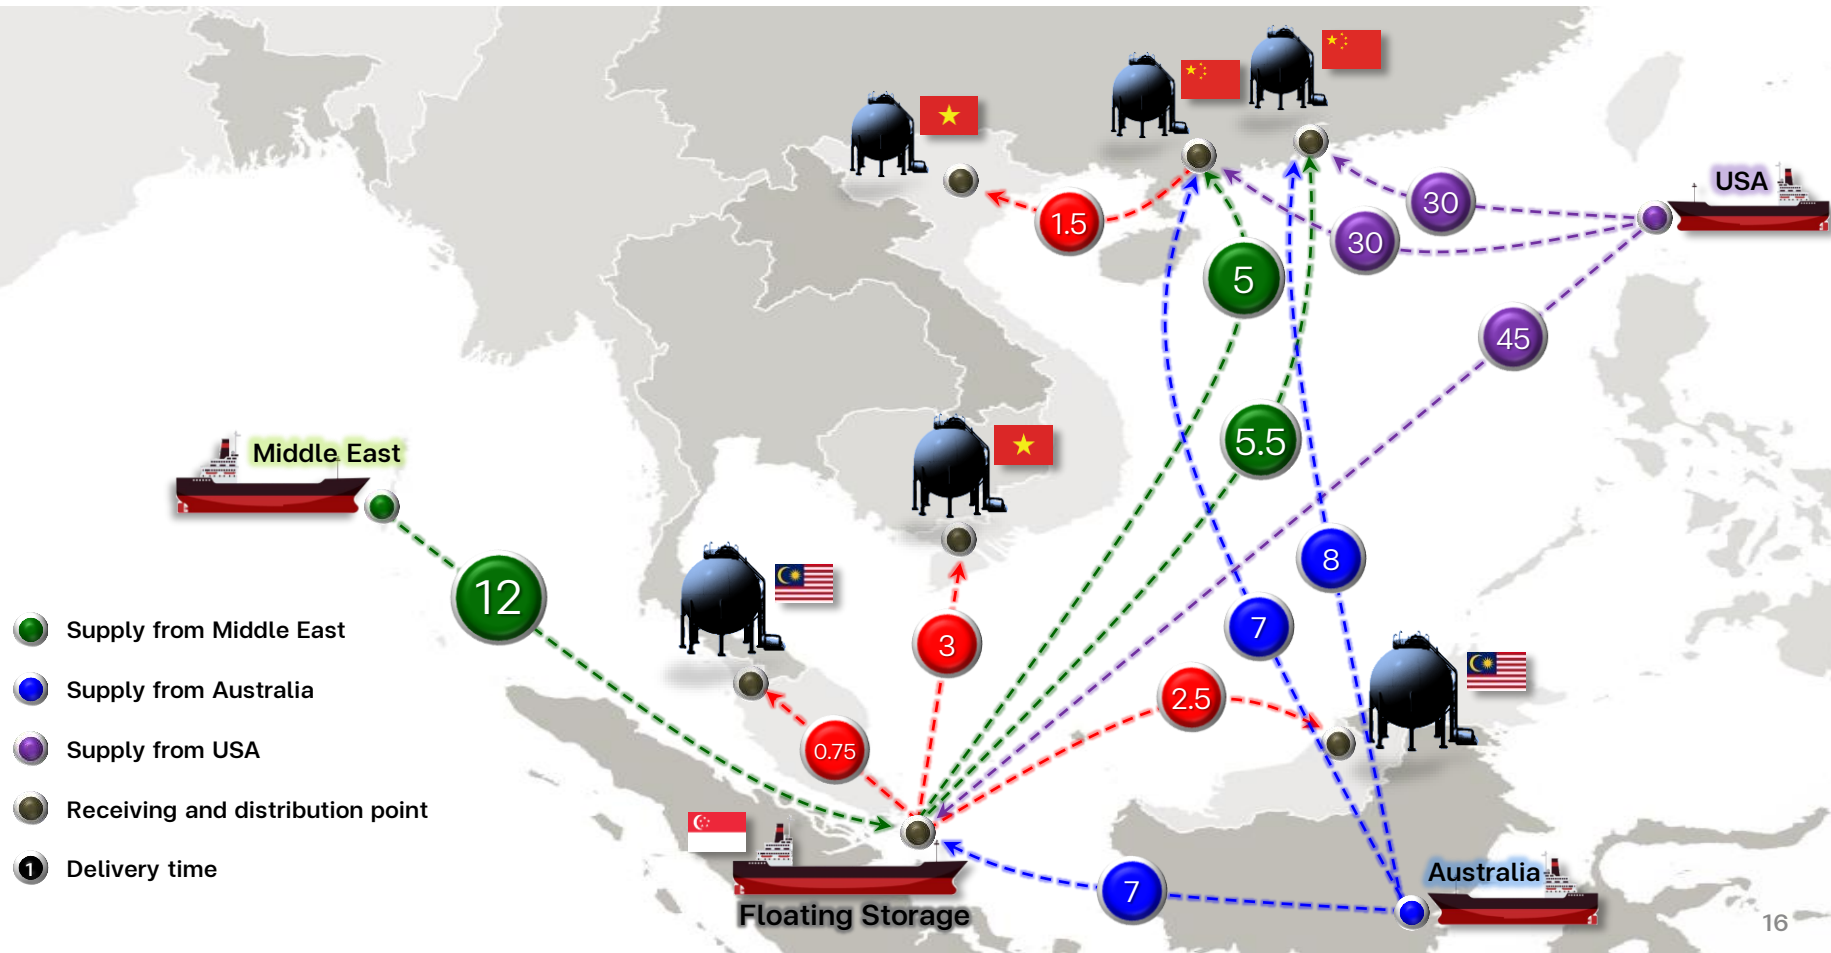 USA
30
30
1.5
5
45
5.5
Middle East
8
12
7
3
2.5
0.75
Supply from Middle East
Supply from Australia
Supply from USA
Receiving and distribution point
1 Delivery time
Floating Storage
7
Australia
16